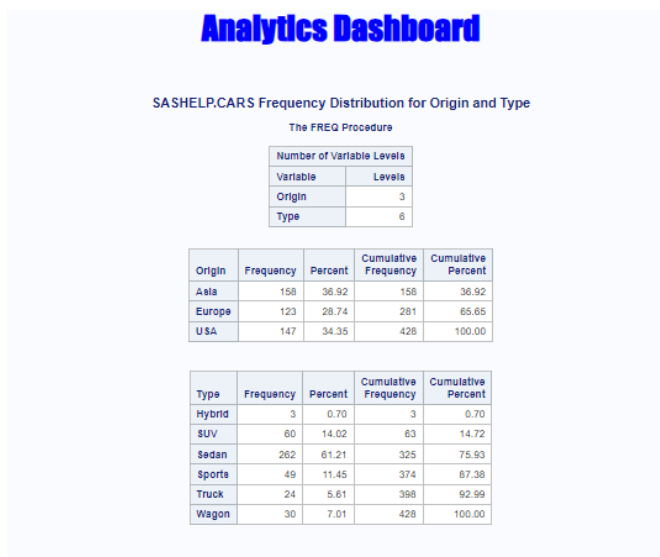 Analytics Dashboard
SASHELP.CARS Frequency Distribution for Origin and Type
The FREQ Procedure
Number of Variable Levels
Variable Levels
Origin 3
Type 6
Origin Frequency Percent Cumulative Frequency Cumulative Percent
Asia 158 36.92 158 36.92
Europe 123 28.74 281 65.65
USA 147 34.35 428 100.00
Type Frequency Percent Cumulative Frequency Cumulative Percent
Hybrid 3 0.70 3 0.70
SUV 60 14.02 63 14.72
Sedan 262 61.21 325 75.93
Sports 49 11.45 374 87.38
Truck 24 5.61 398 92.99
Wagon 30 7.01 428 100.00